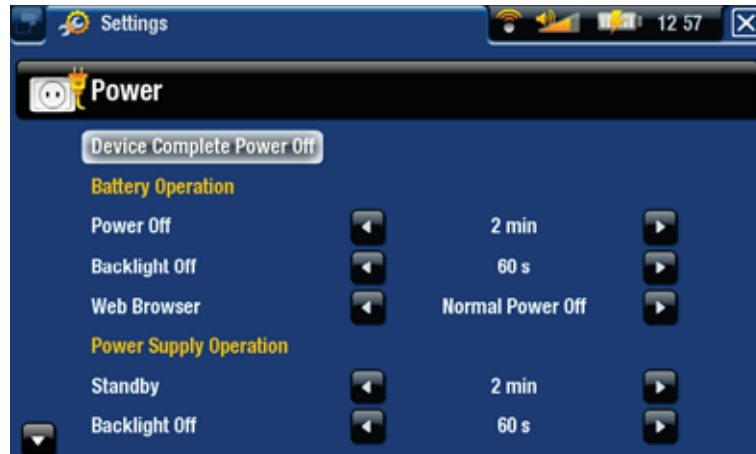 Settings 12 57
Power
Device Complete Power Off
Battery Operation
Power Off 2 min
Backlight Off 60 s
Web Browser Normal Power Off
Power Supply Operation
Standby 2 min
Backlight Off 60 s